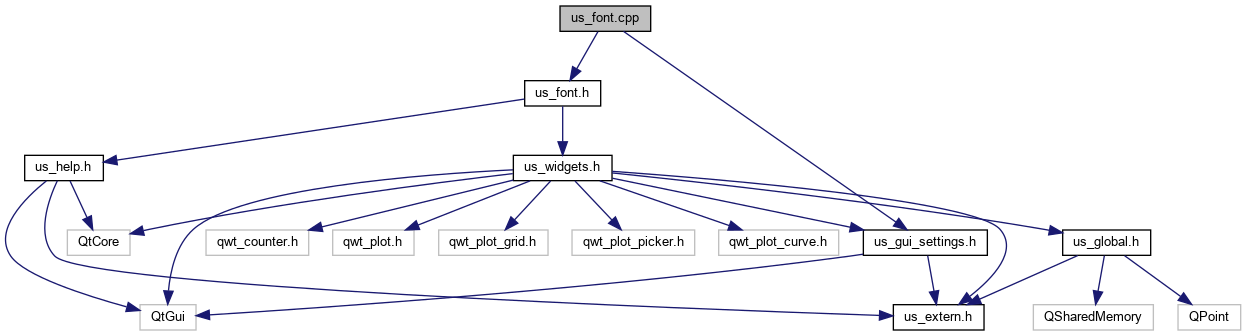 us_font.cpp
us_font.h
us_help.h
us_widgets.h
QtCore
qwt_counter.h
qwt_plot.h
qwt_plot_grid.h
qwt_plot_picker.h
qwt_plot_curve.h
us_gui_settings.h
us_global.h
QtGui
us_extern.h
QSharedMemory
QPoint